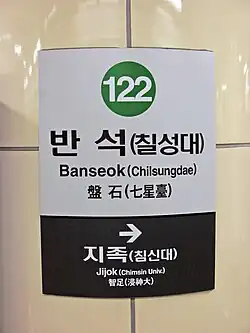 122
반 석(칠성대)
Banseok(Chilsungdae)
盤 石(七星臺)
지족(침신대)
Jijok(Chimsin Univ.)
智足(浸神大)